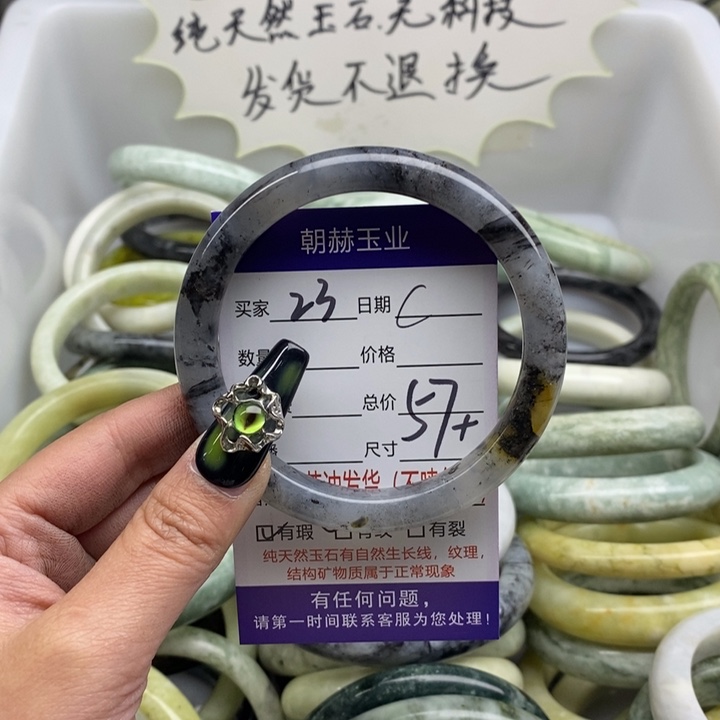 纯天然玉石.无科技
发货不退换
朝赫玉业
买家 23 日期
数量 价格
总价
57+
尺寸
有瑕 有纹 有裂
纯天然玉石有自然生长线，纹理，
结构矿物质属于正常现象
有任何问题，
请第一时间联系客服为您处理!